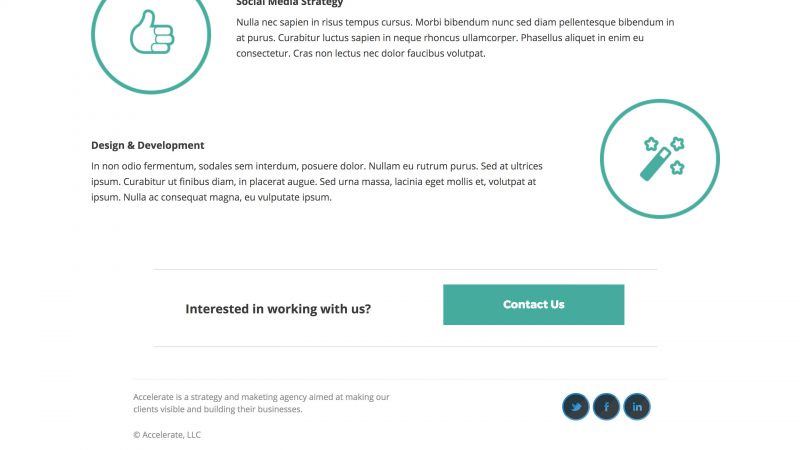 Social Media Strategy
Nulla nec sapien in risus tempus cursus. Morbi bibendum nunc sed diam pellentesque bibendum in
at purus. Curabitur luctus sapien in neque rhoncus ullamcorper. Phasellus aliquet in enim eu
consectetur. Cras non lectus nec dolor faucibus volutpat.
Design & Development
In non odio fermentum, sodales sem interdum, posuere dolor. Nullam eu rutrum purus. Sed at ultrices
ipsum. Curabitur ut finibus diam, in placerat augue. Sed urna massa, lacinia eget mollis et, volutpat at
ipsum. Nulla ac consequat magna, eu vulputate ipsum.
Interested in working with us?
Contact Us
Accelerate is a strategy and maketing agency aimed at making our
clients visible and building their businesses.
© Accelerate, LLC